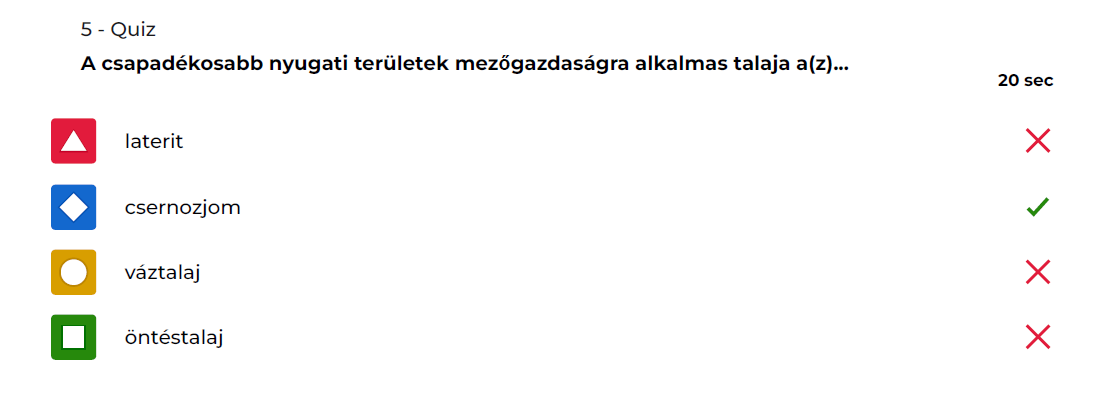 5 - Quiz
A csapadékosabb nyugati területek mezőgazdaságra alkalmas talaja a(z)...
20 sec
laterit
csernozjom
váztalaj
öntéstalaj